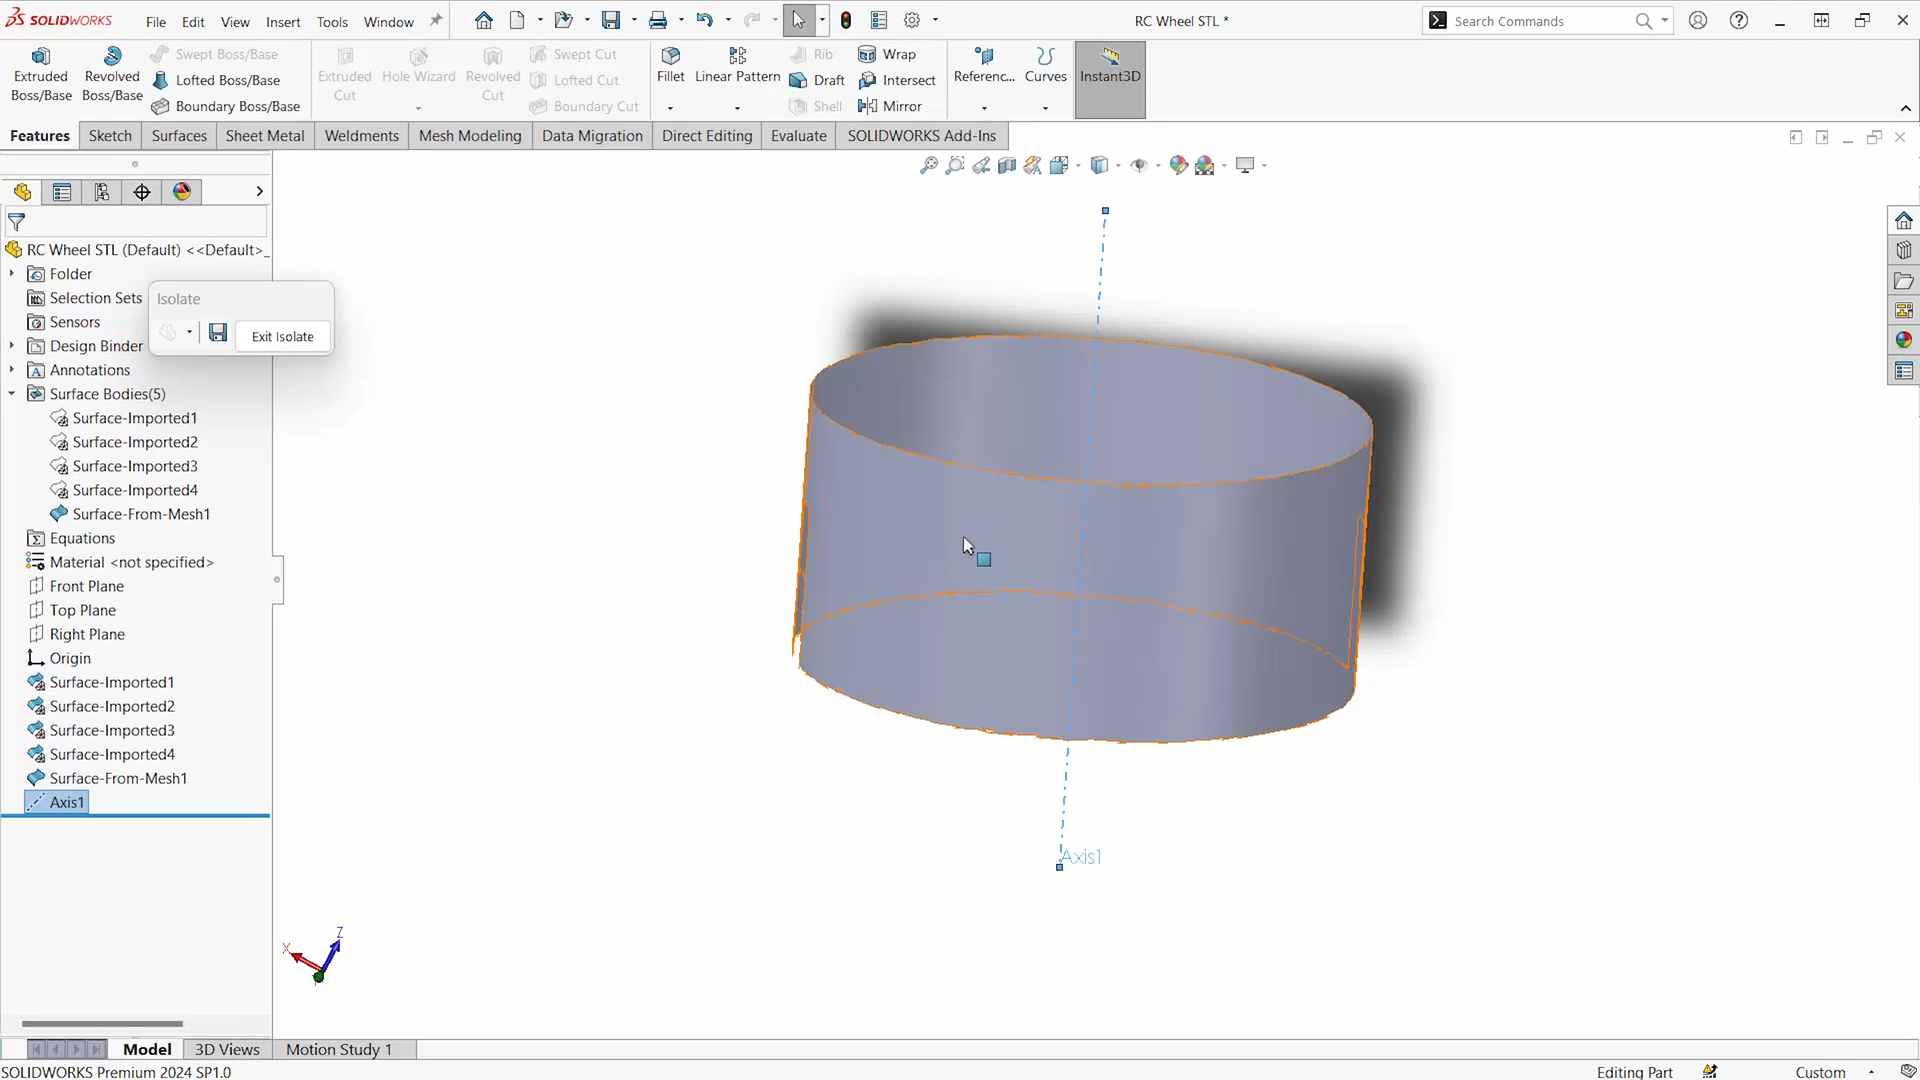 SOLIDWORKS File Edit View Insert Tools Window RC Wheel STL * Search Commands
Extruded Boss/Base
Revolved Boss/Base
Swept Boss/Base
Lofted Boss/Base
Boundary Boss/Base
Extruded Cut
Hole Wizard
Revolved Cut
Swept Cut
Lofted Cut
Boundary Cut
Fillet
Linear Pattern
Rib
Draft
Shell
Wrap
Intersect
Mirror
Referenc...
Curves
Instant3D
Features Sketch Surfaces Sheet Metal Weldments Mesh Modeling Data Migration Direct Editing Evaluate SOLIDWORKS Add-Ins
RC Wheel STL (Default) <<Default>_
Folder
Selection Sets
Sensors
Design Binder
Annotations
Surface Bodies(5)
Surface-Imported1
Surface-Imported2
Surface-Imported3
Surface-Imported4
Surface-From-Mesh1
Equations
Material <not specified>
Front Plane
Top Plane
Right Plane
Origin
Surface-Imported1
Surface-Imported2
Surface-Imported3
Surface-Imported4
Surface-From-Mesh1
Axis1
Isolate
Exit Isolate
Axis1
X
Z
Model 3D Views Motion Study 1
SOLIDWORKS Premium 2024 SP1.0 Editing Part Custom